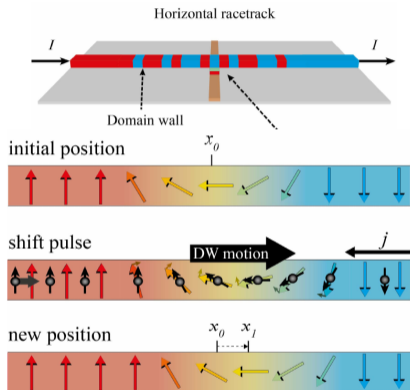 Horizontal racetrack
I
I
Domain wall
x₀
initial position
shift pulse
DW motion
j
x₀ x₁
new position